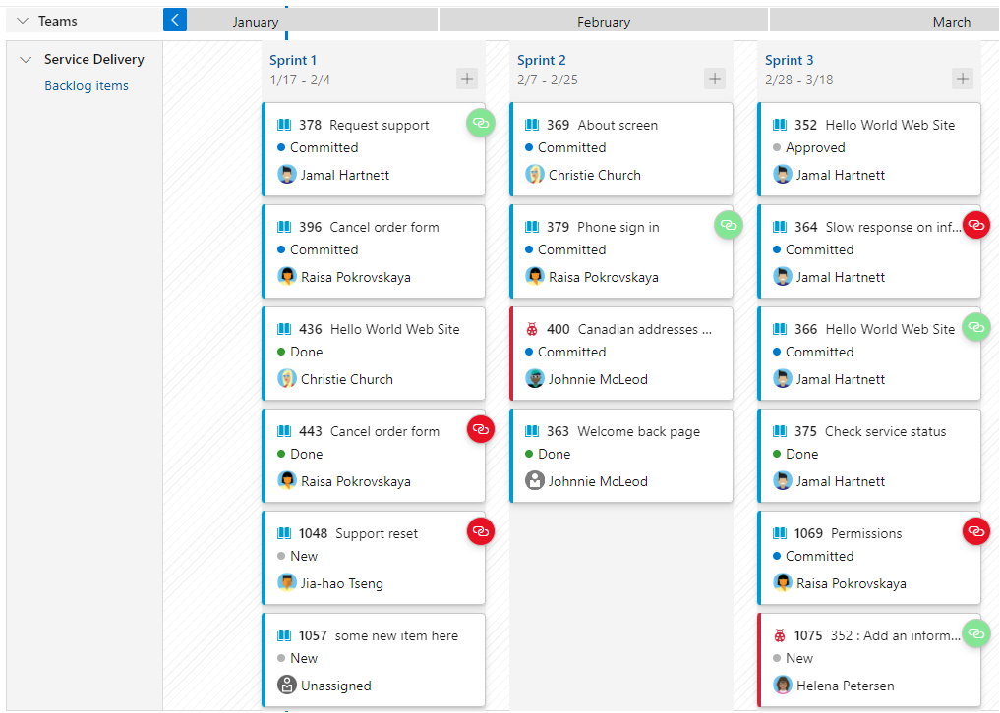 Teams
January
February
March
Service Delivery
Backlog items
Sprint 1
1/17 - 2/4
378 Request support
Committed
Jamal Hartnett
396 Cancel order form
Committed
Raisa Pokrovskaya
436 Hello World Web Site
Done
Christie Church
443 Cancel order form
Done
Raisa Pokrovskaya
1048 Support reset
New
Jia-hao Tseng
1057 some new item here
New
Unassigned
Sprint 2
2/7 - 2/25
369 About screen
Committed
Christie Church
379 Phone sign in
Committed
Raisa Pokrovskaya
400 Canadian addresses ...
Committed
Johnnie McLeod
363 Welcome back page
Done
Johnnie McLeod
Sprint 3
2/28 - 3/18
352 Hello World Web Site
Approved
Jamal Hartnett
364 Slow response on inf...
Committed
Jamal Hartnett
366 Hello World Web Site
Committed
Jamal Hartnett
375 Check service status
Done
Jamal Hartnett
1069 Permissions
Committed
Raisa Pokrovskaya
1075 352 : Add an inform...
New
Helena Petersen